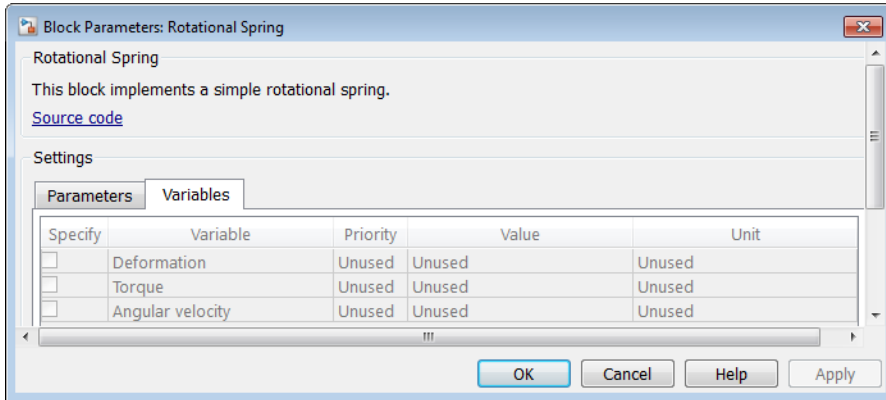 Block Parameters: Rotational Spring
Rotational Spring
This block implements a simple rotational spring.
Source code
Settings
Parameters Variables
Specify Variable Priority Value Unit
Deformation Unused Unused Unused
Torque Unused Unused Unused
Angular velocity Unused Unused Unused
OK Cancel Help Apply